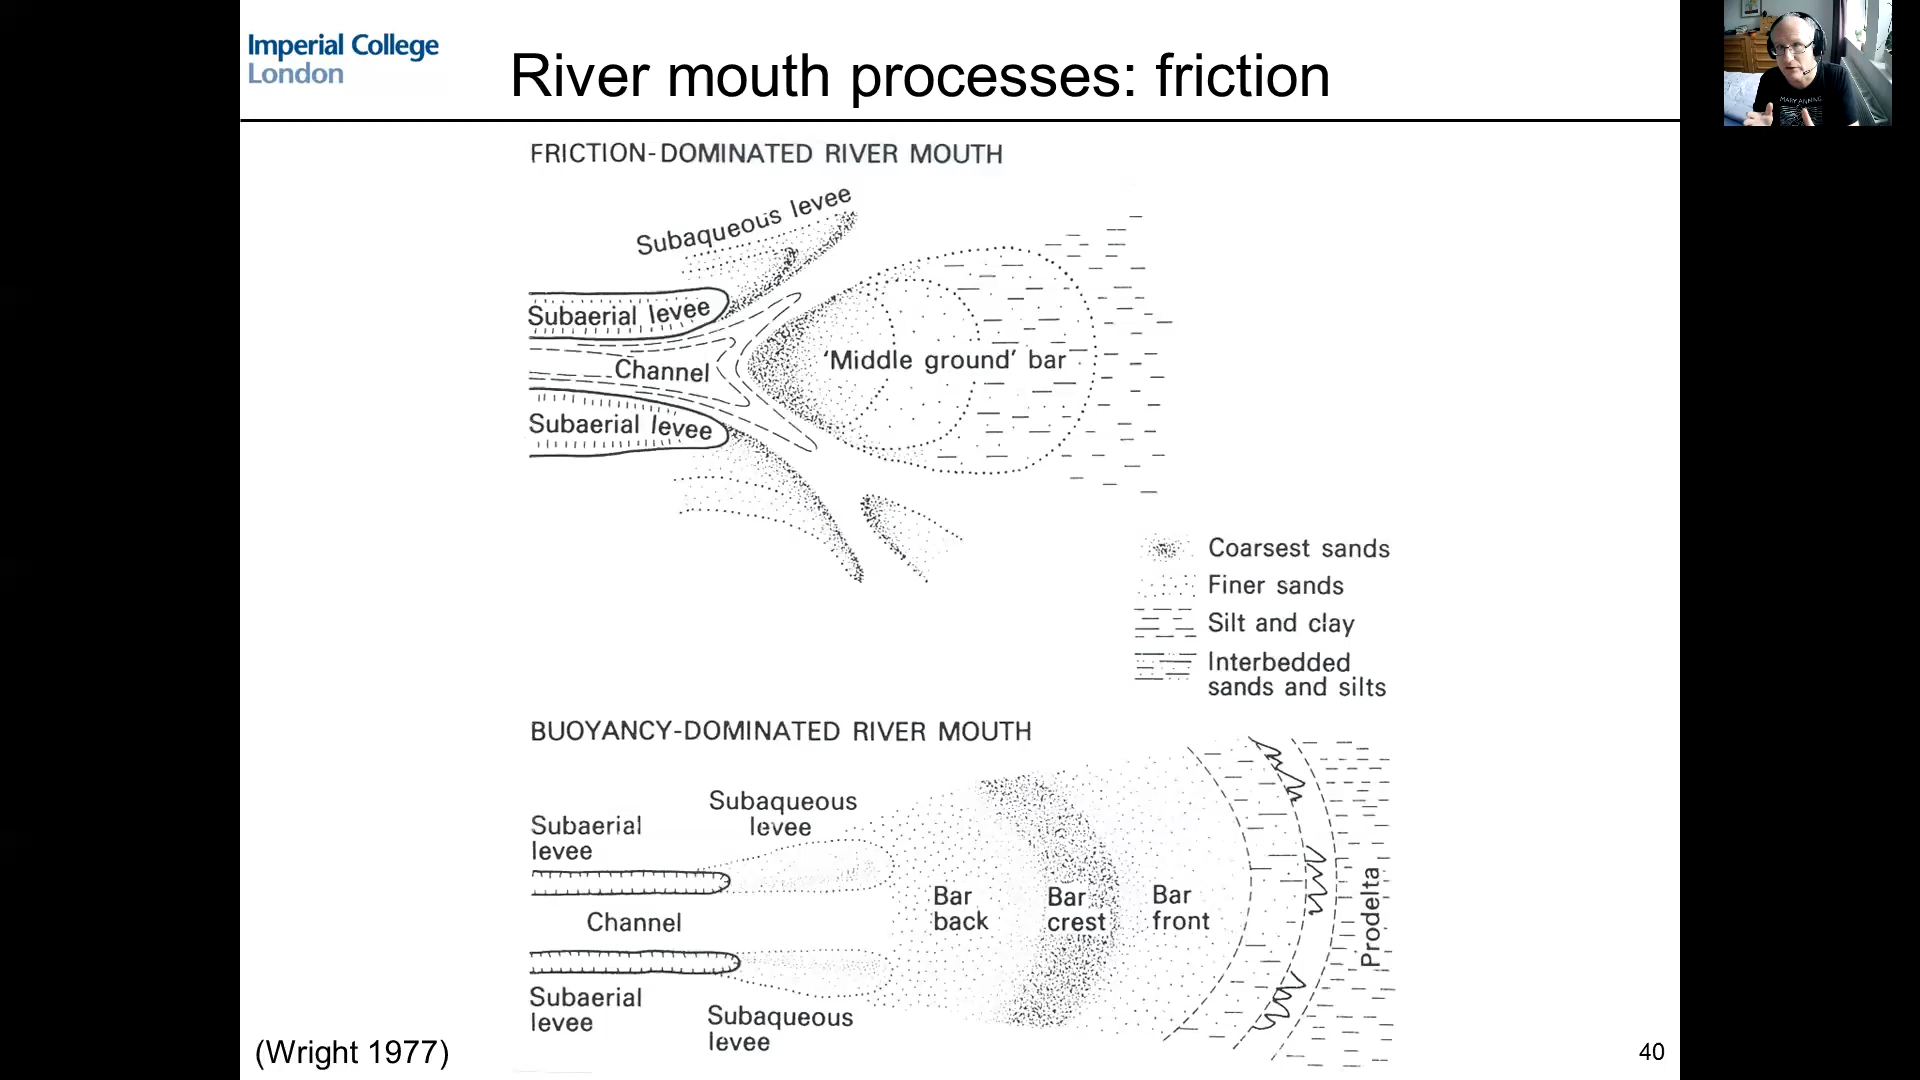 Imperial College
London
River mouth processes: friction
FRICTION-DOMINATED RIVER MOUTH
Subaqueous levee
Subaerial levee
Channel
'Middle ground' bar
Subaerial levee
Coarsest sands
Finer sands
Silt and clay
Interbedded
sands and silts
BUOYANCY-DOMINATED RIVER MOUTH
Subaqueous
levee
Subaerial
levee
Channel
Bar
back
Bar
crest
Bar
front
Prodelta
Subaerial
levee
Subaqueous
levee
(Wright 1977)
40
MARY ANNING